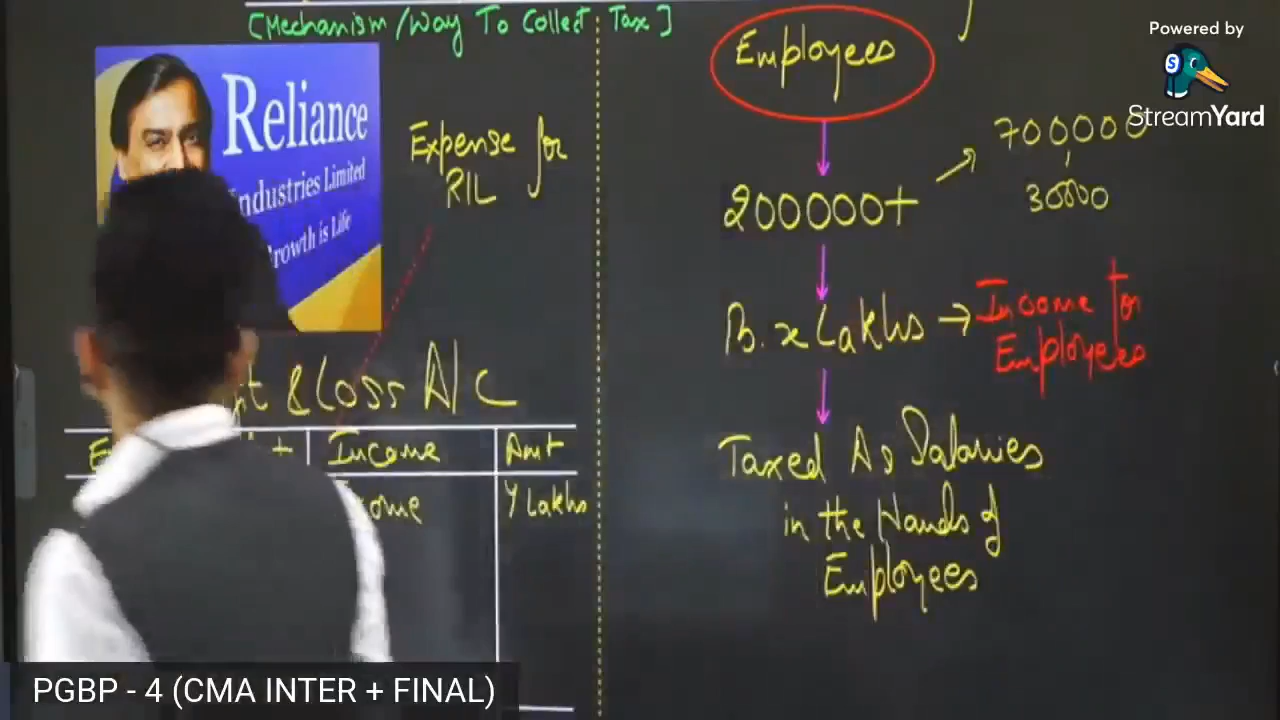 [Mechanism/Way To Collect Tax]
Reliance
Industries Limited
Growth is Life
Expense for
RIL
& Loss A/C
Income
Amt
Y Lakhs
Employees
200000+
700000
30000
B. x Lakhs → Income for
Employees
Taxed As Salaries
in the Hands of
Employees
Powered by
StreamYard
PGBP - 4 (CMA INTER + FINAL)